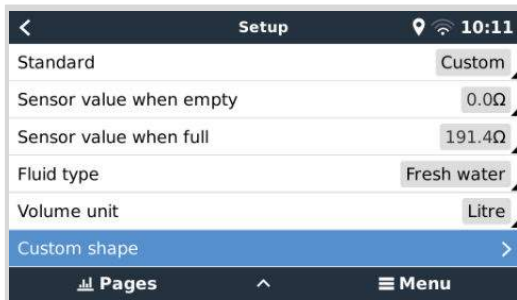 Setup 10:11
Standard Custom
Sensor value when empty 0.0Ω
Sensor value when full 191.4Ω
Fluid type Fresh water
Volume unit Litre
Custom shape
Pages Menu